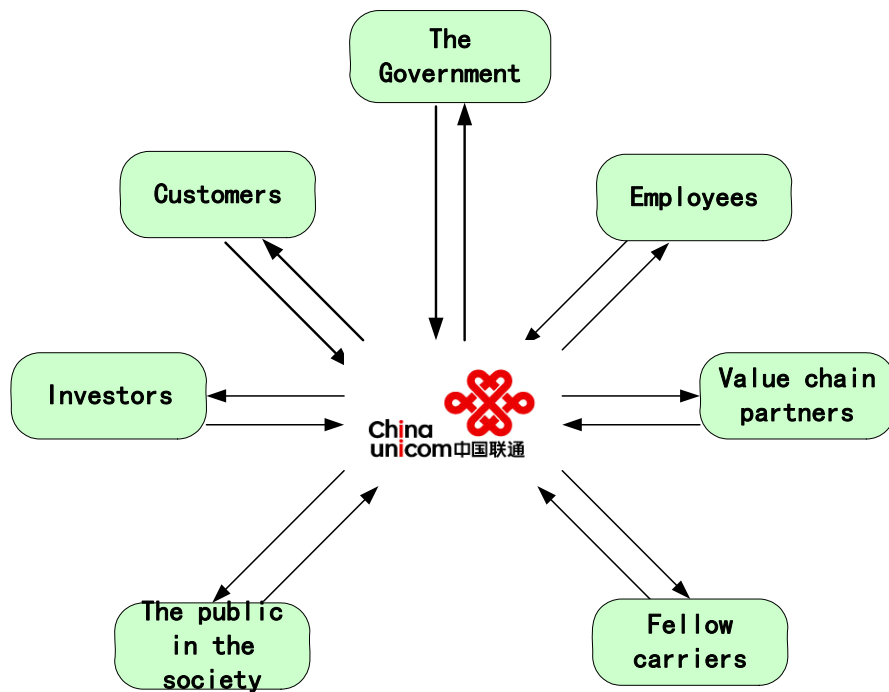 The
Government
Customers
Employees
Investors
Value chain
partners
China
unicom中国联通
The public
in the
society
Fellow
carriers